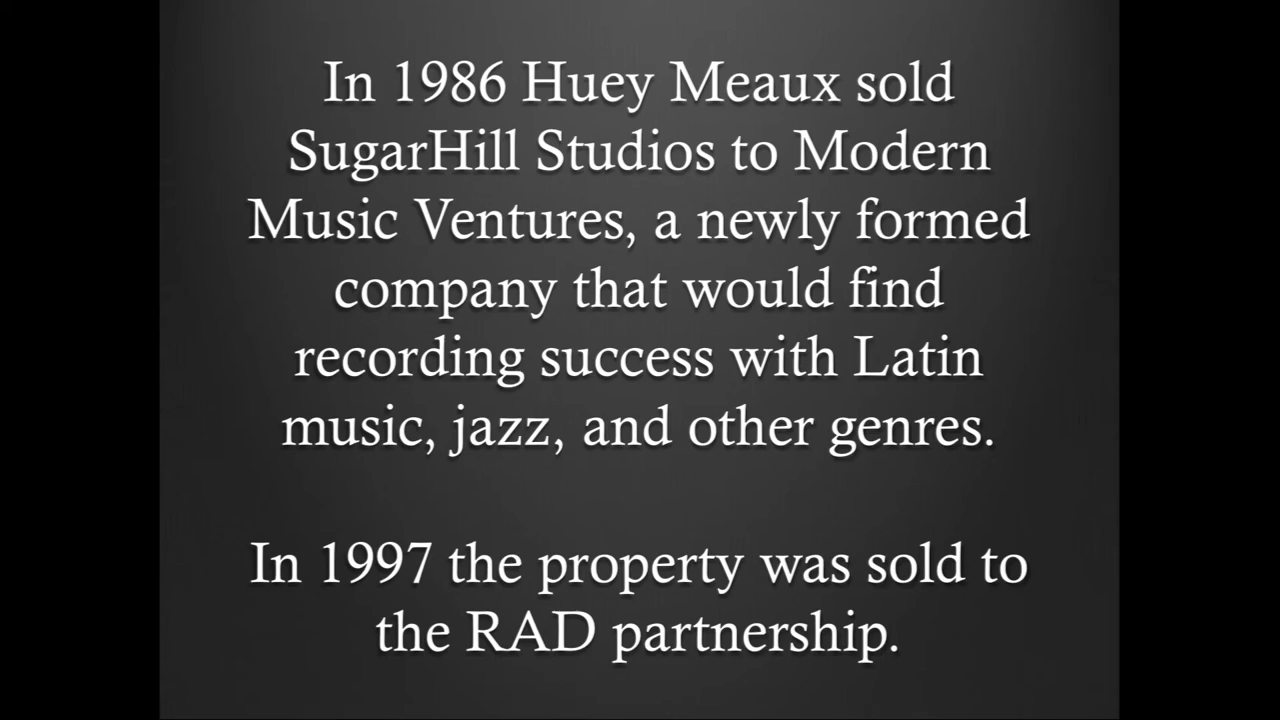 In 1986 Huey Meaux sold
SugarHill Studios to Modern
Music Ventures, a newly formed
company that would find
recording success with Latin
music, jazz, and other genres.
In 1997 the property was sold to
the RAD partnership.